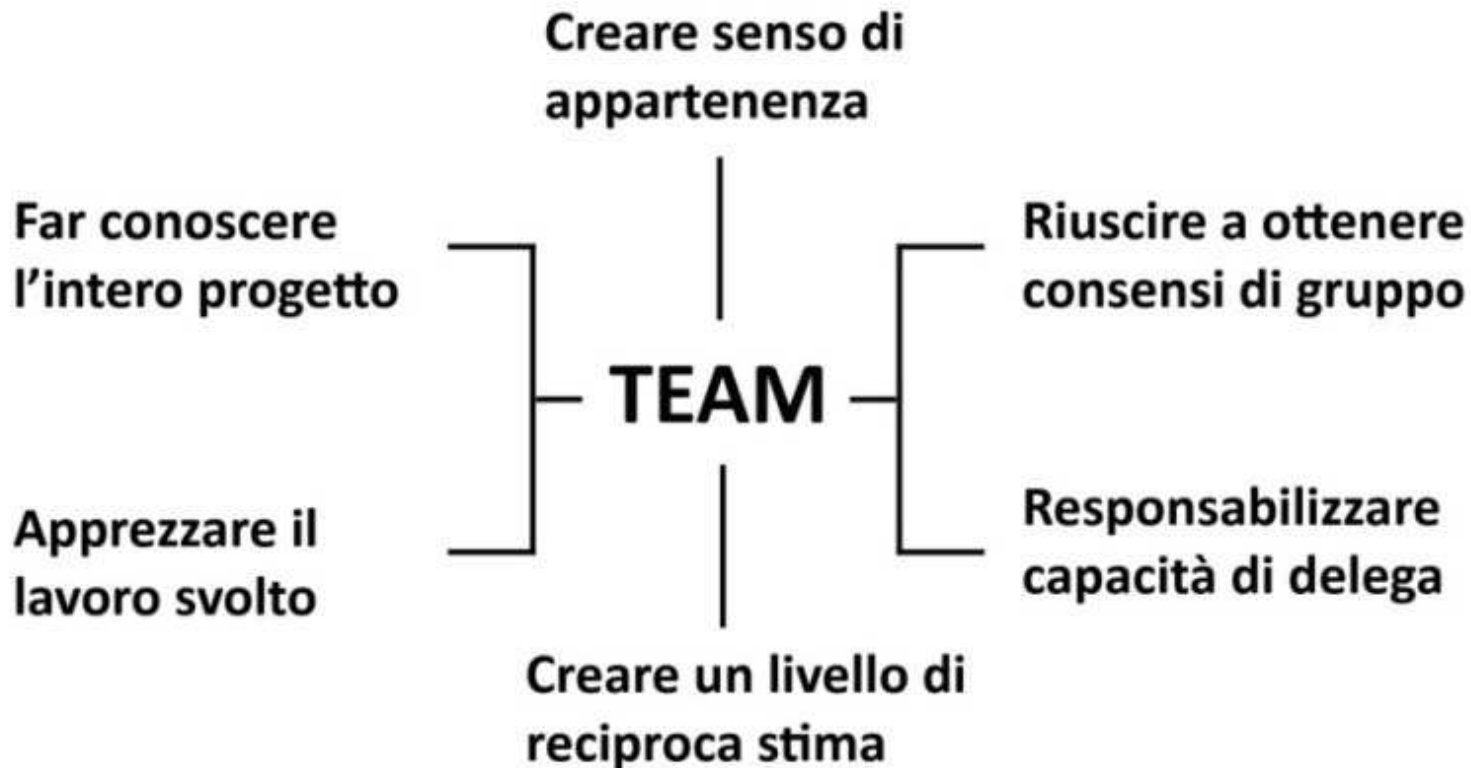 Creare senso di
appartenenza
Far conoscere
l’intero progetto
Riuscire a ottenere
consensi di gruppo
TEAM
Apprezzare il
lavoro svolto
Responsabilizzare
capacità di delega
Creare un livello di
reciproca stima